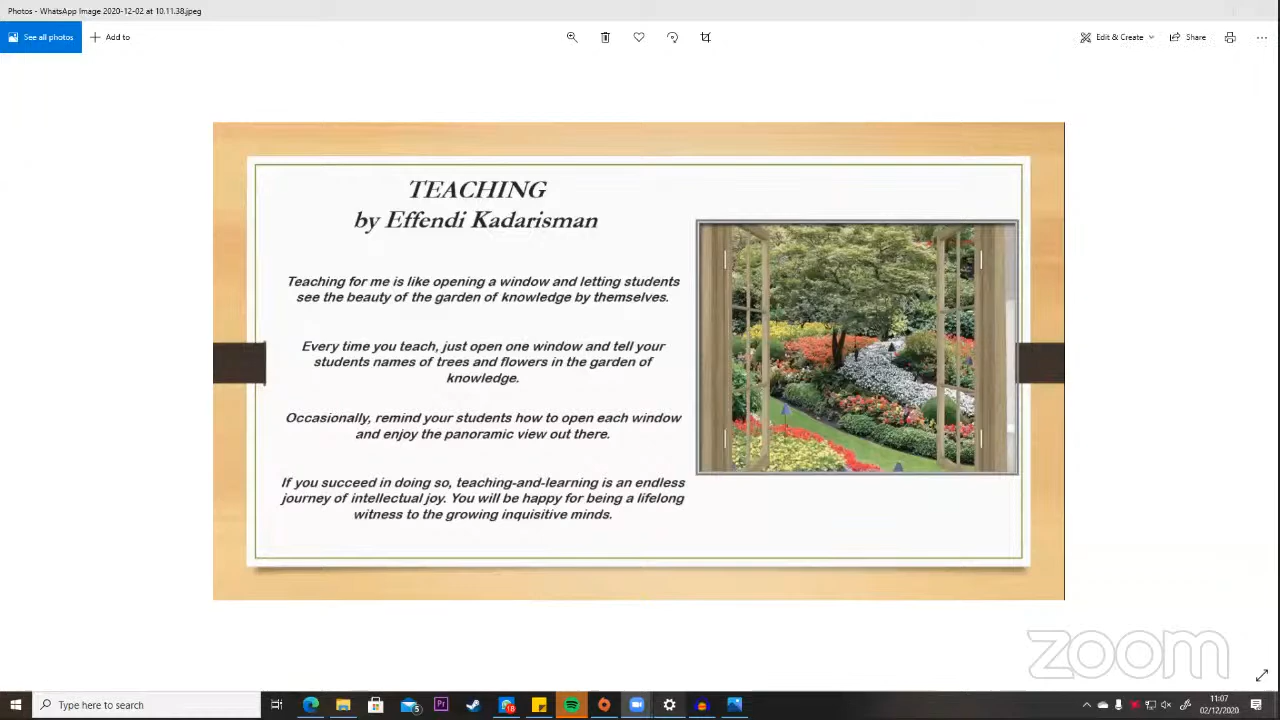 Photos - WhatsApp Image 2020-12-02 at 10.11.38.jpeg
See all photos
Add to
Edit & Create
Share
TEACHING
by Effendi Kadarisman
Teaching for me is like opening a window and letting students
see the beauty of the garden of knowledge by themselves.
Every time you teach, just open one window and tell your
students names of trees and flowers in the garden of
knowledge.
Occasionally, remind your students how to open each window
and enjoy the panoramic view out there.
If you succeed in doing so, teaching-and-learning is an endless
journey of intellectual joy. You will be happy for being a lifelong
witness to the growing inquisitive minds.
zoom
Type here to search
5
Pr
18
11:07
02/12/2020